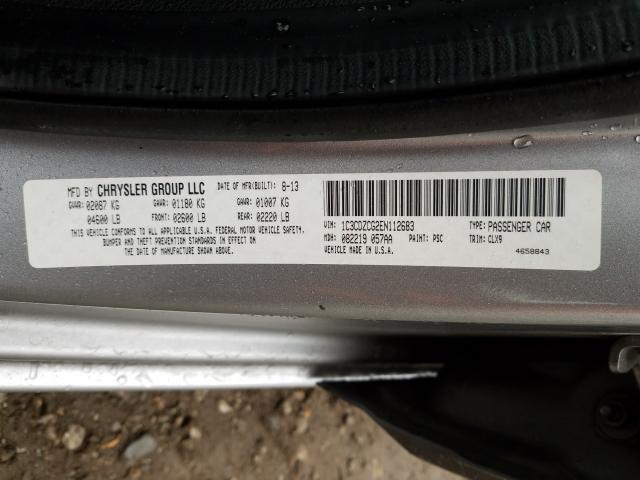 MFD BY CHRYSLER GROUP LLC DATE OF MFR(BUILT): 8-13
GVWR: 02087 KG GAWR: 01180 KG GAWR: 01007 KG
04600 LB FRONT: 02600 LB REAR: 02220 LB
THIS VEHICLE CONFORMS TO ALL APPLICABLE U.S.A. FEDERAL MOTOR VEHICLE SAFETY,
BUMPER AND THEFT PREVENTION STANDARDS IN EFFECT ON
THE DATE OF MANUFACTURE SHOWN ABOVE.
VIN: 1C3CDZCG2EN112683 TYPE: PASSENGER CAR
MDH: 082219 057AA PAINT: PSC TRIM: CLX9
VEHICLE MADE IN U.S.A. 4658843